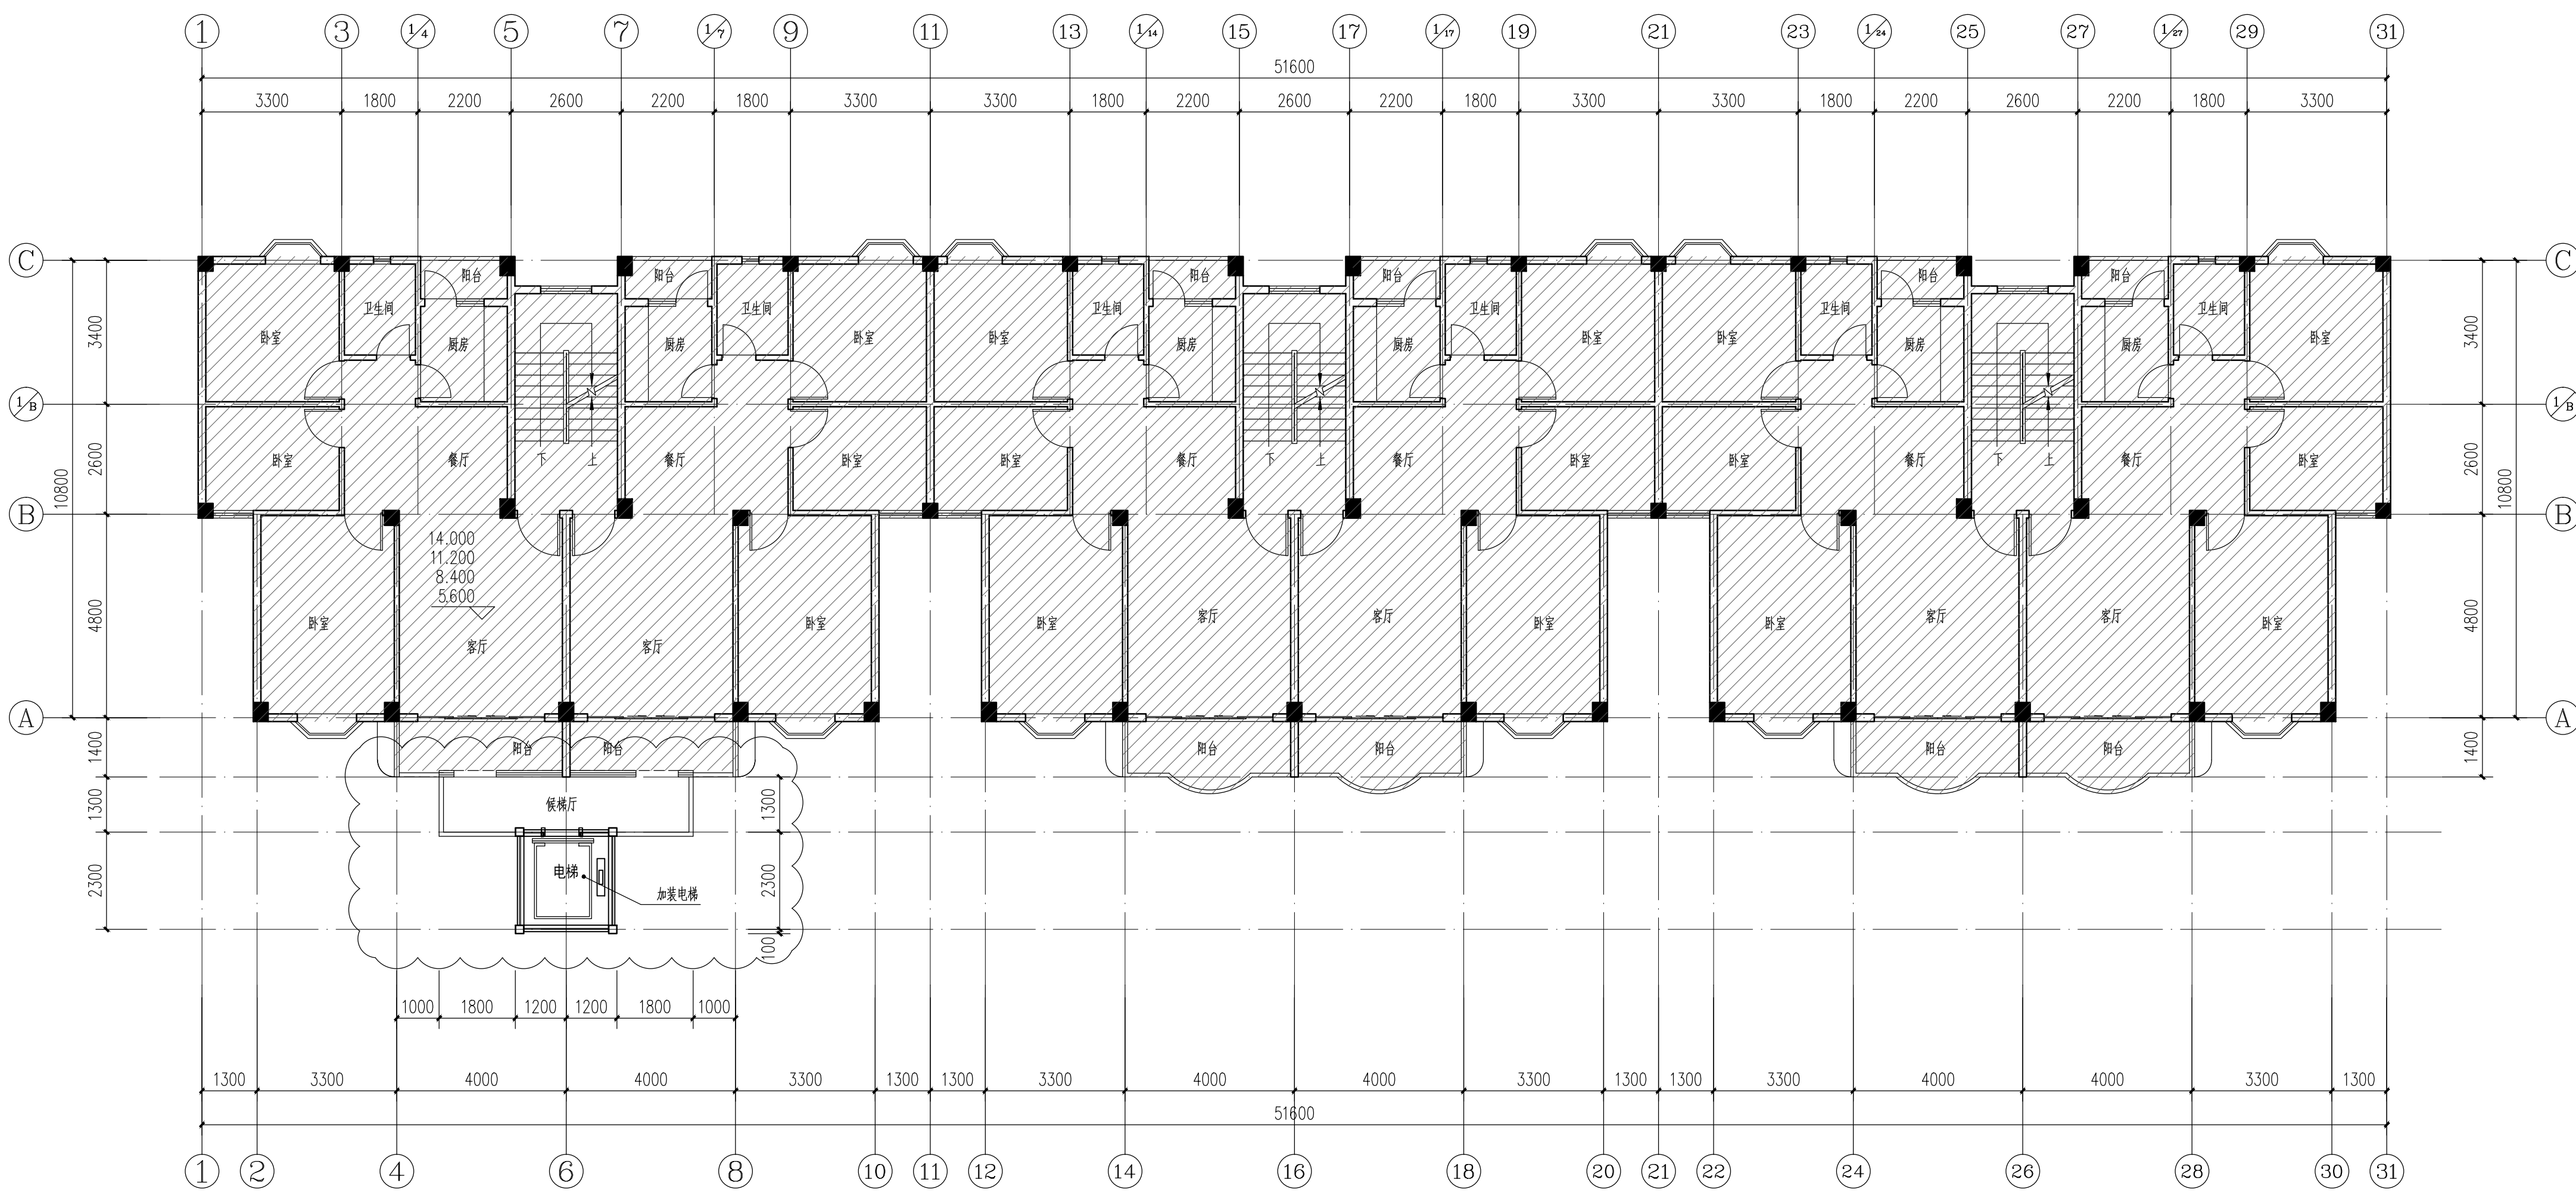 1 3 1/4 5 7 1/7 9 11 13 1/14 15 17 1/17 19 21 23 1/24 25 27 1/27 29 31
51600
3300 1800 2200 2600 2200 1800 3300 3300 1800 2200 2600 2200 1800 3300 3300 1800 2200 2600 2200 1800 3300
C C
阳台 阳台 阳台 阳台 阳台 阳台
卫生间 卫生间 卫生间 卫生间 卫生间 卫生间
3400 3400
卧室 厨房 厨房 卧室 卧室 厨房 厨房 卧室 卧室 厨房 厨房 卧室
1/B 1/B
2600 2600
卧室 餐厅 下 上 餐厅 卧室 卧室 餐厅 下 上 餐厅 卧室 卧室 餐厅 下 上 餐厅 卧室
10800 10800
B B
14.000
11.200
8.400
5.600
4800 4800
卧室 客厅 客厅 卧室 卧室 客厅 客厅 卧室 卧室 客厅 客厅 卧室
A A
1400 阳台 阳台 阳台 阳台 阳台 阳台 1400
1300 候梯厅 1300
2300 电梯 2300
加装电梯
100
1000 1800 1200 1200 1800 1000
1300 3300 4000 4000 3300 1300 1300 3300 4000 4000 3300 1300 1300 3300 4000 4000 3300 1300
51600
1 2 4 6 8 10 11 12 14 16 18 20 21 22 24 26 28 30 31